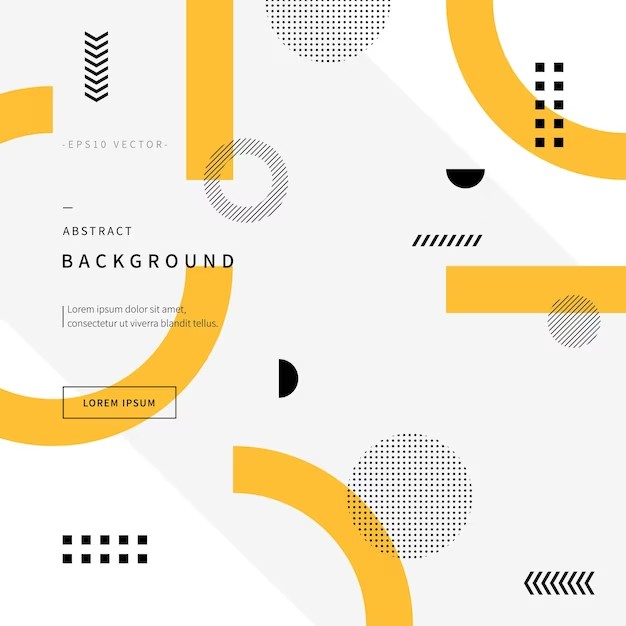 -EPS10 VECTOR-
ABSTRACT
BACKGROUND
Lorem ipsum dolor sit amet,
consectetur ut viverra blandit tellus.
LOREM IPSUM